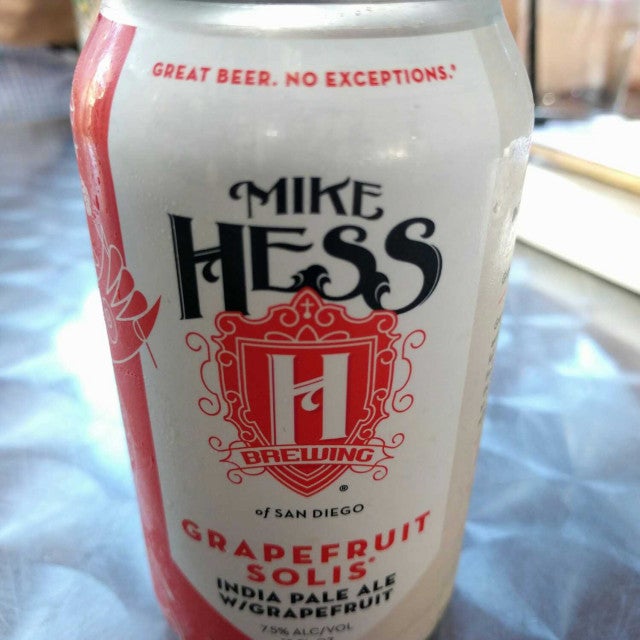 GREAT BEER. NO EXCEPTIONS.®
MIKE
HESS
H
BREWING
®
of SAN DIEGO
GRAPEFRUIT
SOLIS®
INDIA PALE ALE
W/GRAPEFRUIT
7.5% ALC/VOL